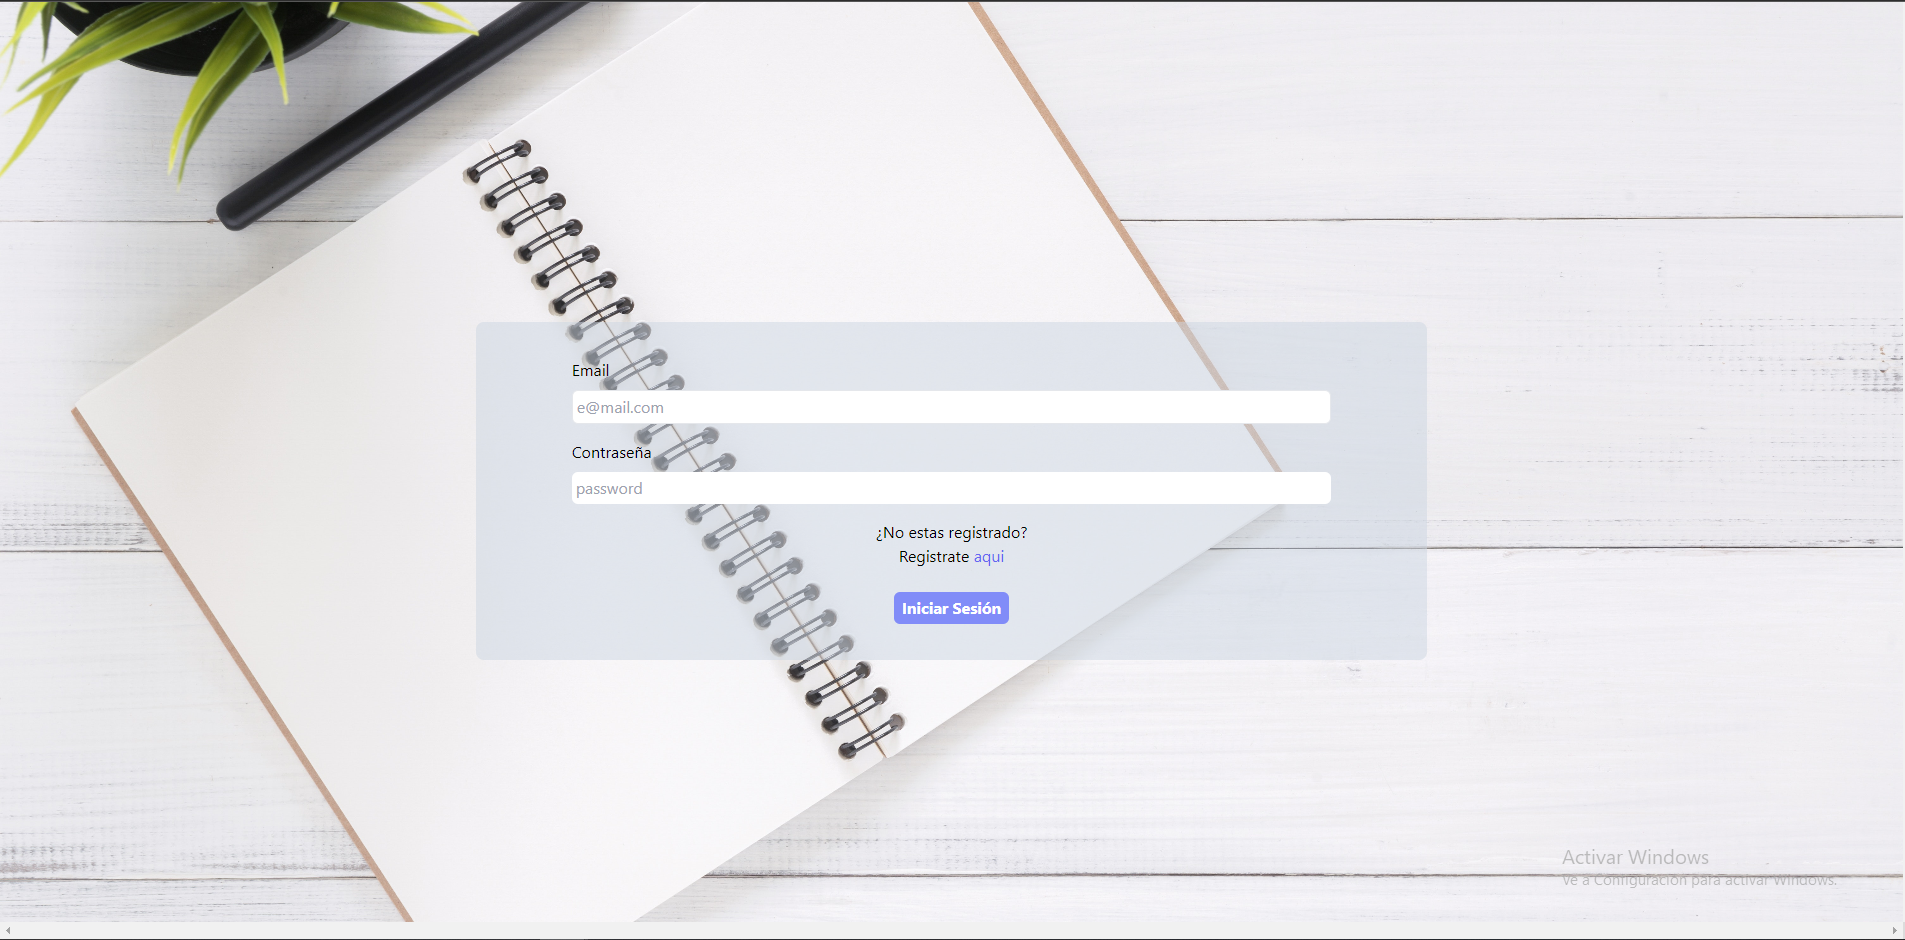 Email
e@mail.com
Contraseña
password
¿No estas registrado?
Registrate aqui
Iniciar Sesión
Activar Windows
Ve a Configuración para activar Windows.